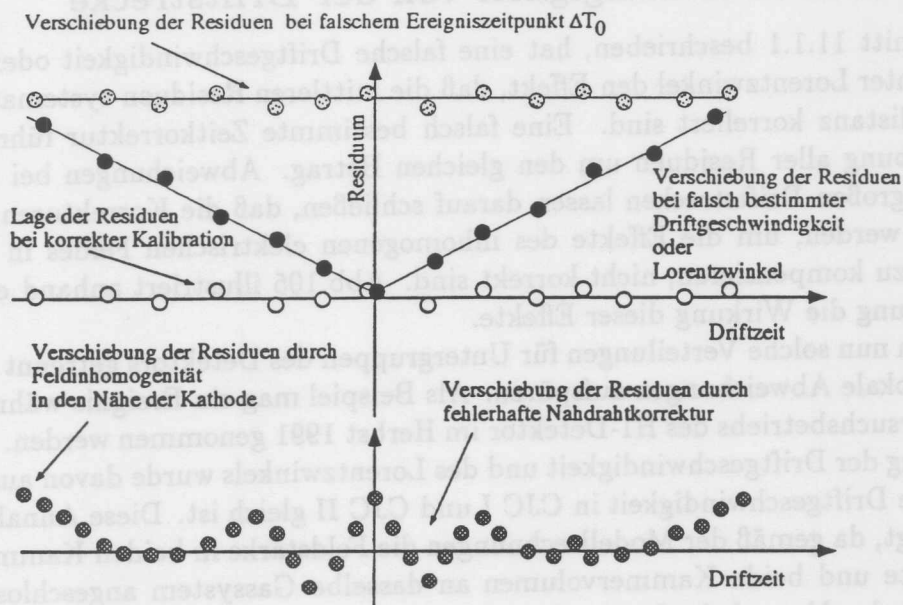 Verschiebung der Residuen bei falschem Ereigniszeitpunkt ΔT₀
Residuum
Lage der Residuen
bei korrekter Kalibration
Verschiebung der Residuen
bei falsch bestimmter
Driftgeschwindigkeit
oder
Lorentzwinkel
Driftzeit
Verschiebung der Residuen durch
Feldinhomogenität
in den Nähe der Kathode
Verschiebung der Residuen durch
fehlerhafte Nahdrahtkorrektur
Driftzeit